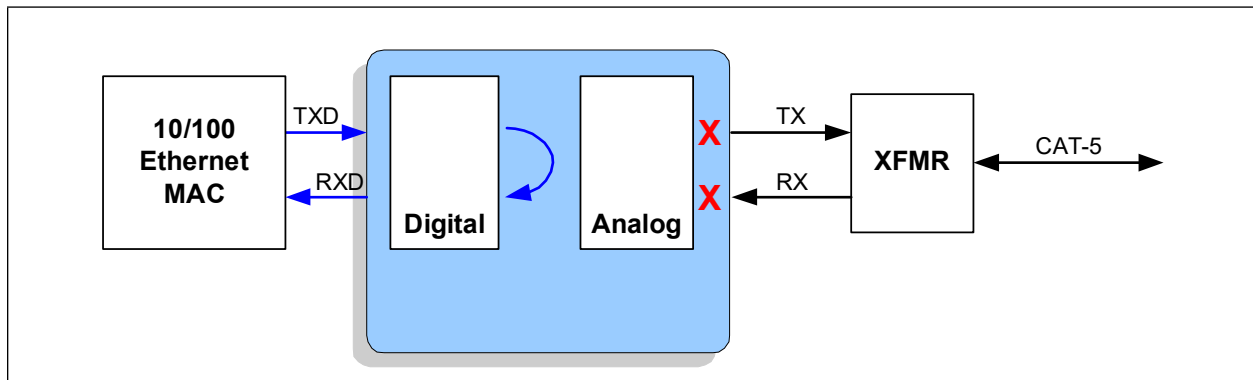 10/100
Ethernet
MAC
TXD
RXD
Digital
Analog
X
X
TX
RX
XFMR
CAT-5